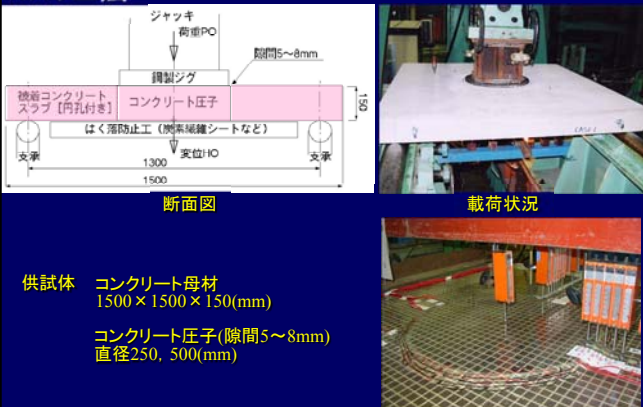 ジャッキ
荷重P0
隙間5～8mm
鋼製ジグ
被着コンクリート
スラブ [円孔付き]
コンクリート圧子
150
はく落防止工 (炭素繊維シートなど)
支承
支承
変位H0
1300
1500
断面図
載荷状況
供試体
コンクリート母材
1500×1500×150(mm)
コンクリート圧子(隙間5～8mm)
直径250, 500(mm)